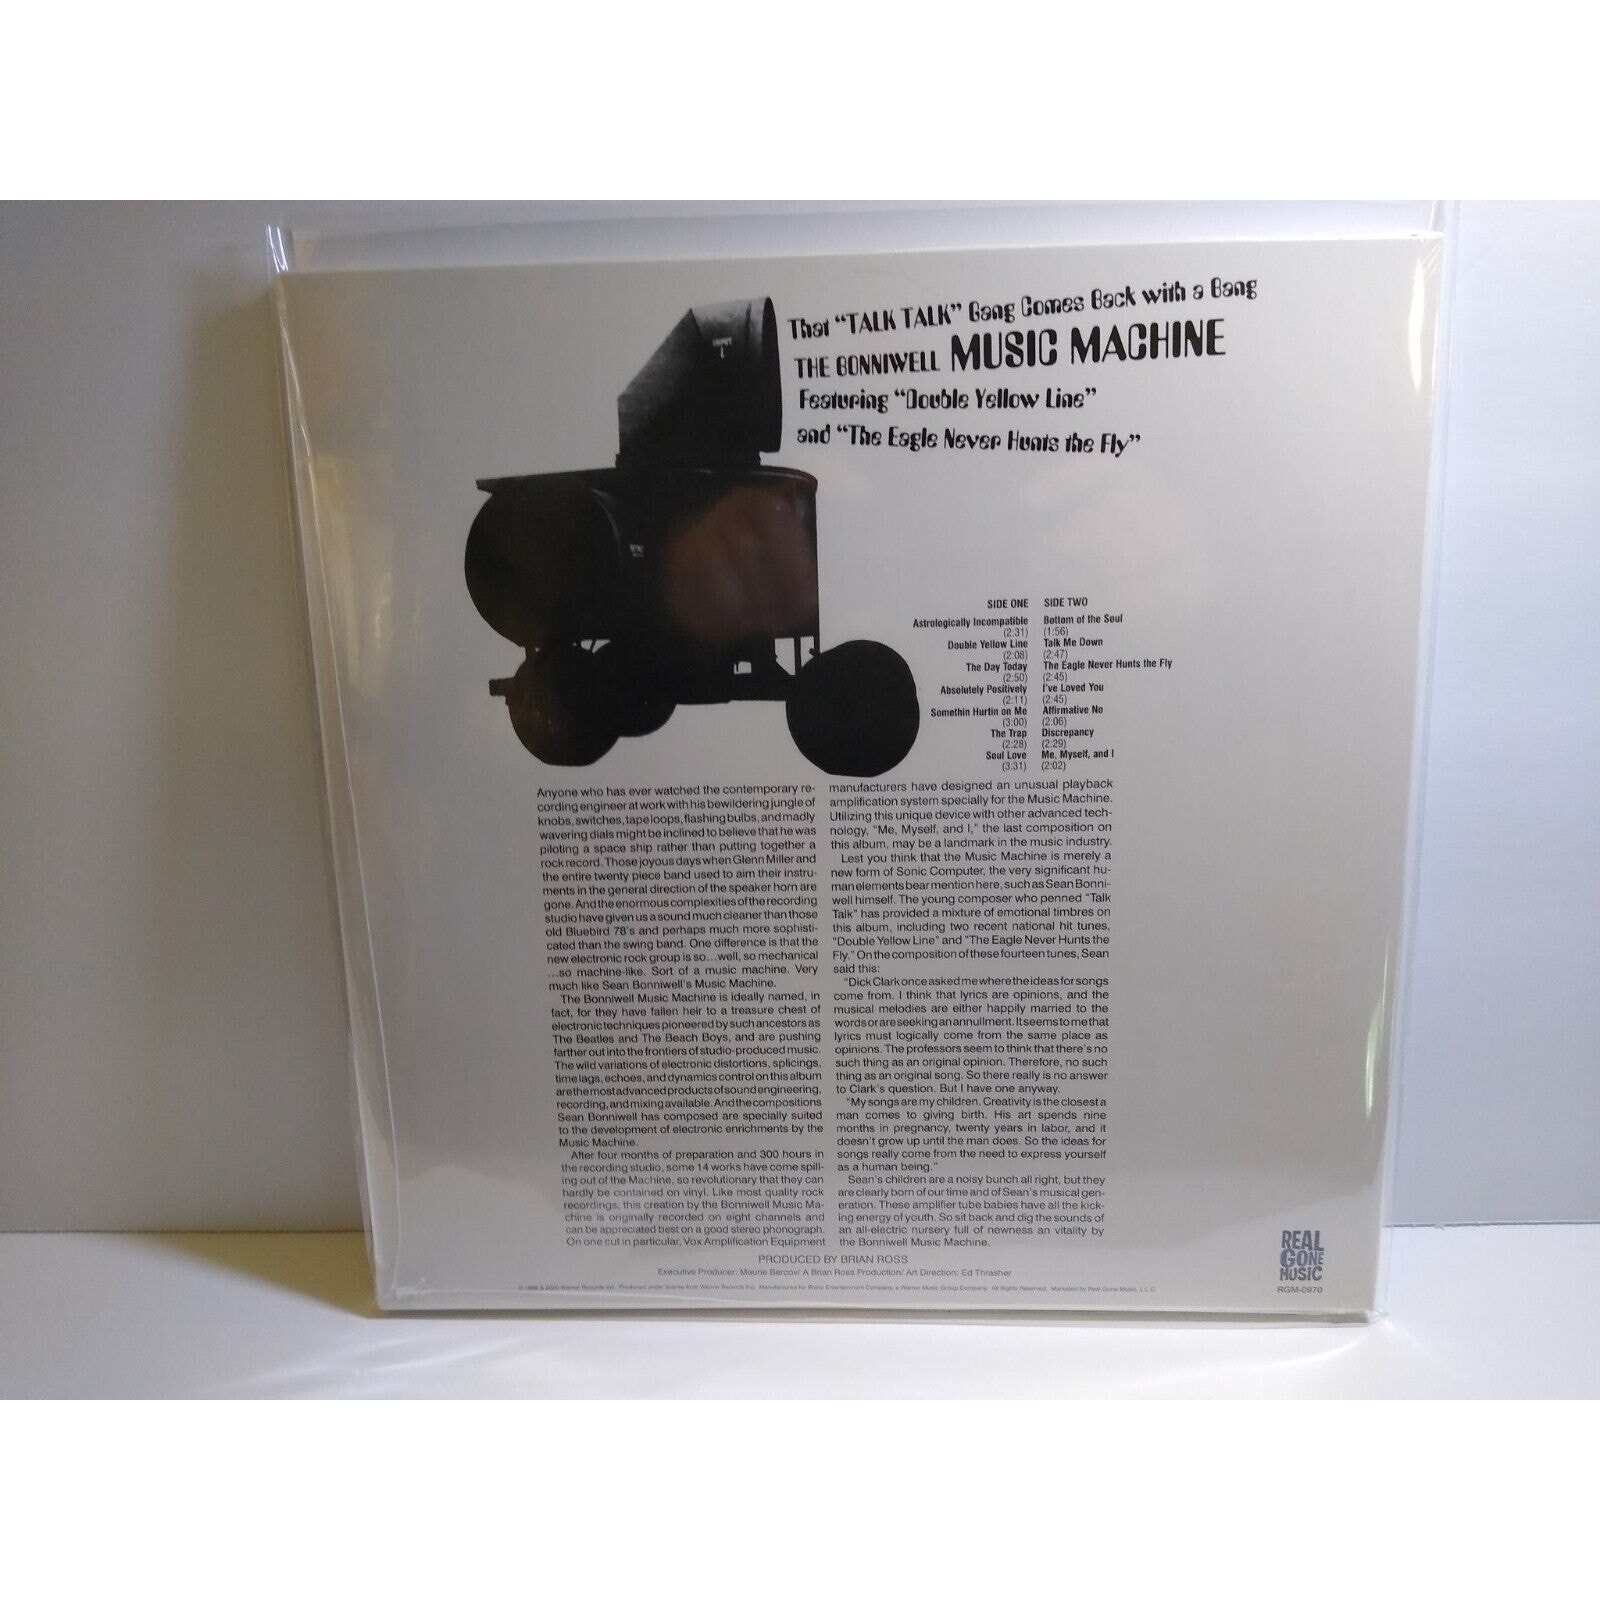 INPUT
That “TALK TALK” Gang Comes Back with a Bang
THE BONNIWELL MUSIC MACHINE
Featuring “Double Yellow Line”
and “The Eagle Never Hunts the Fly”
SIDE ONE
Astrologically Incompatible
(2:31)
Double Yellow Line
(2:08)
The Day Today
(2:50)
Absolutely Positively
(2:11)
Somethin Hurtin on Me
(3:00)
The Trap
(2:28)
Soul Love
(3:31)
SIDE TWO
Bottom of the Soul
(1:56)
Talk Me Down
(2:47)
The Eagle Never Hunts the Fly
(2:45)
I've Loved You
(2:45)
Affirmative No
(2:06)
Discrepancy
(2:29)
Me, Myself, and I
(2:02)
Anyone who has ever watched the contemporary re-
cording engineer at work with his bewildering jungle of
knobs, switches, tape loops, flashing bulbs, and madly
wavering dials might be inclined to believe that he was
piloting a space ship rather than putting together a
rock record. Those joyous days when Glenn Miller and
the entire twenty piece band used to aim their instru-
ments in the general direction of the speaker horn are
gone. And the enormous complexities of the recording
studio have given us a sound much cleaner than those
old Bluebird 78's and perhaps much more sophisti-
cated than the swing band. One difference is that the
new electronic rock group is so...well, so mechanical
...so machine-like. Sort of a music machine. Very
much like Sean Bonniwell's Music Machine.
The Bonniwell Music Machine is ideally named, in
fact, for they have fallen heir to a treasure chest of
electronic techniques pioneered by such ancestors as
The Beatles and The Beach Boys, and are pushing
farther out into the frontiers of studio-produced music.
The wild variations of electronic distortions, splicings,
time lags, echoes, and dynamics control on this album
are the most advanced products of sound engineering,
recording, and mixing available. And the compositions
Sean Bonniwell has composed are specially suited
to the development of electronic enrichments by the
Music Machine.
After four months of preparation and 300 hours in
the recording studio, some 14 works have come spill-
ing out of the Machine, so revolutionary that they can
hardly be contained on vinyl. Like most quality rock
recordings, this creation by the Bonniwell Music Ma-
chine is originally recorded on eight channels and
can be appreciated best on a good stereo phonograph.
On one cut in particular, Vox Amplification Equipment
manufacturers have designed an unusual playback
amplification system specially for the Music Machine.
Utilizing this unique device with other advanced tech-
nology, "Me, Myself, and I," the last composition on
this album, may be a landmark in the music industry.
Lest you think that the Music Machine is merely a
new form of Sonic Computer, the very significant hu-
man elements bear mention here, such as Sean Bonni-
well himself. The young composer who penned "Talk
Talk" has provided a mixture of emotional timbres on
this album, including two recent national hit tunes,
"Double Yellow Line" and "The Eagle Never Hunts the
Fly." On the composition of these fourteen tunes, Sean
said this:
"Dick Clark once asked me where the ideas for songs
come from. I think that lyrics are opinions, and the
musical melodies are either happily married to the
words or are seeking an annullment. It seems to me that
lyrics must logically come from the same place as
opinions. The professors seem to think that there's no
such thing as an original opinion. Therefore, no such
thing as an original song. So there really is no answer
to Clark's question. But I have one anyway.
"My songs are my children. Creativity is the closest a
man comes to giving birth. His art spends nine
months in pregnancy, twenty years in labor, and it
doesn't grow up until the man does. So the ideas for
songs really come from the need to express yourself
as a human being."
Sean's children are a noisy bunch all right, but they
are clearly born of our time and of Sean's musical gen-
eration. These amplifier tube babies have all the kick-
ing energy of youth. So sit back and dig the sounds of
an all-electric nursery full of newness an vitality by
the Bonniwell Music Machine.
PRODUCED BY BRIAN ROSS
Executive Producer: Maurie Bercov/ A Brian Ross Production/ Art Direction: Ed Thrasher
2020 Warner Records Inc. Produced under license from Warner Records Inc. Manufactured for Rhino Entertainment Company, a Warner Music Group Company. All Rights Reserved. Marketed by Real Gone Music, L.L.C.
REAL
GONE
MUSIC
RGM-0970